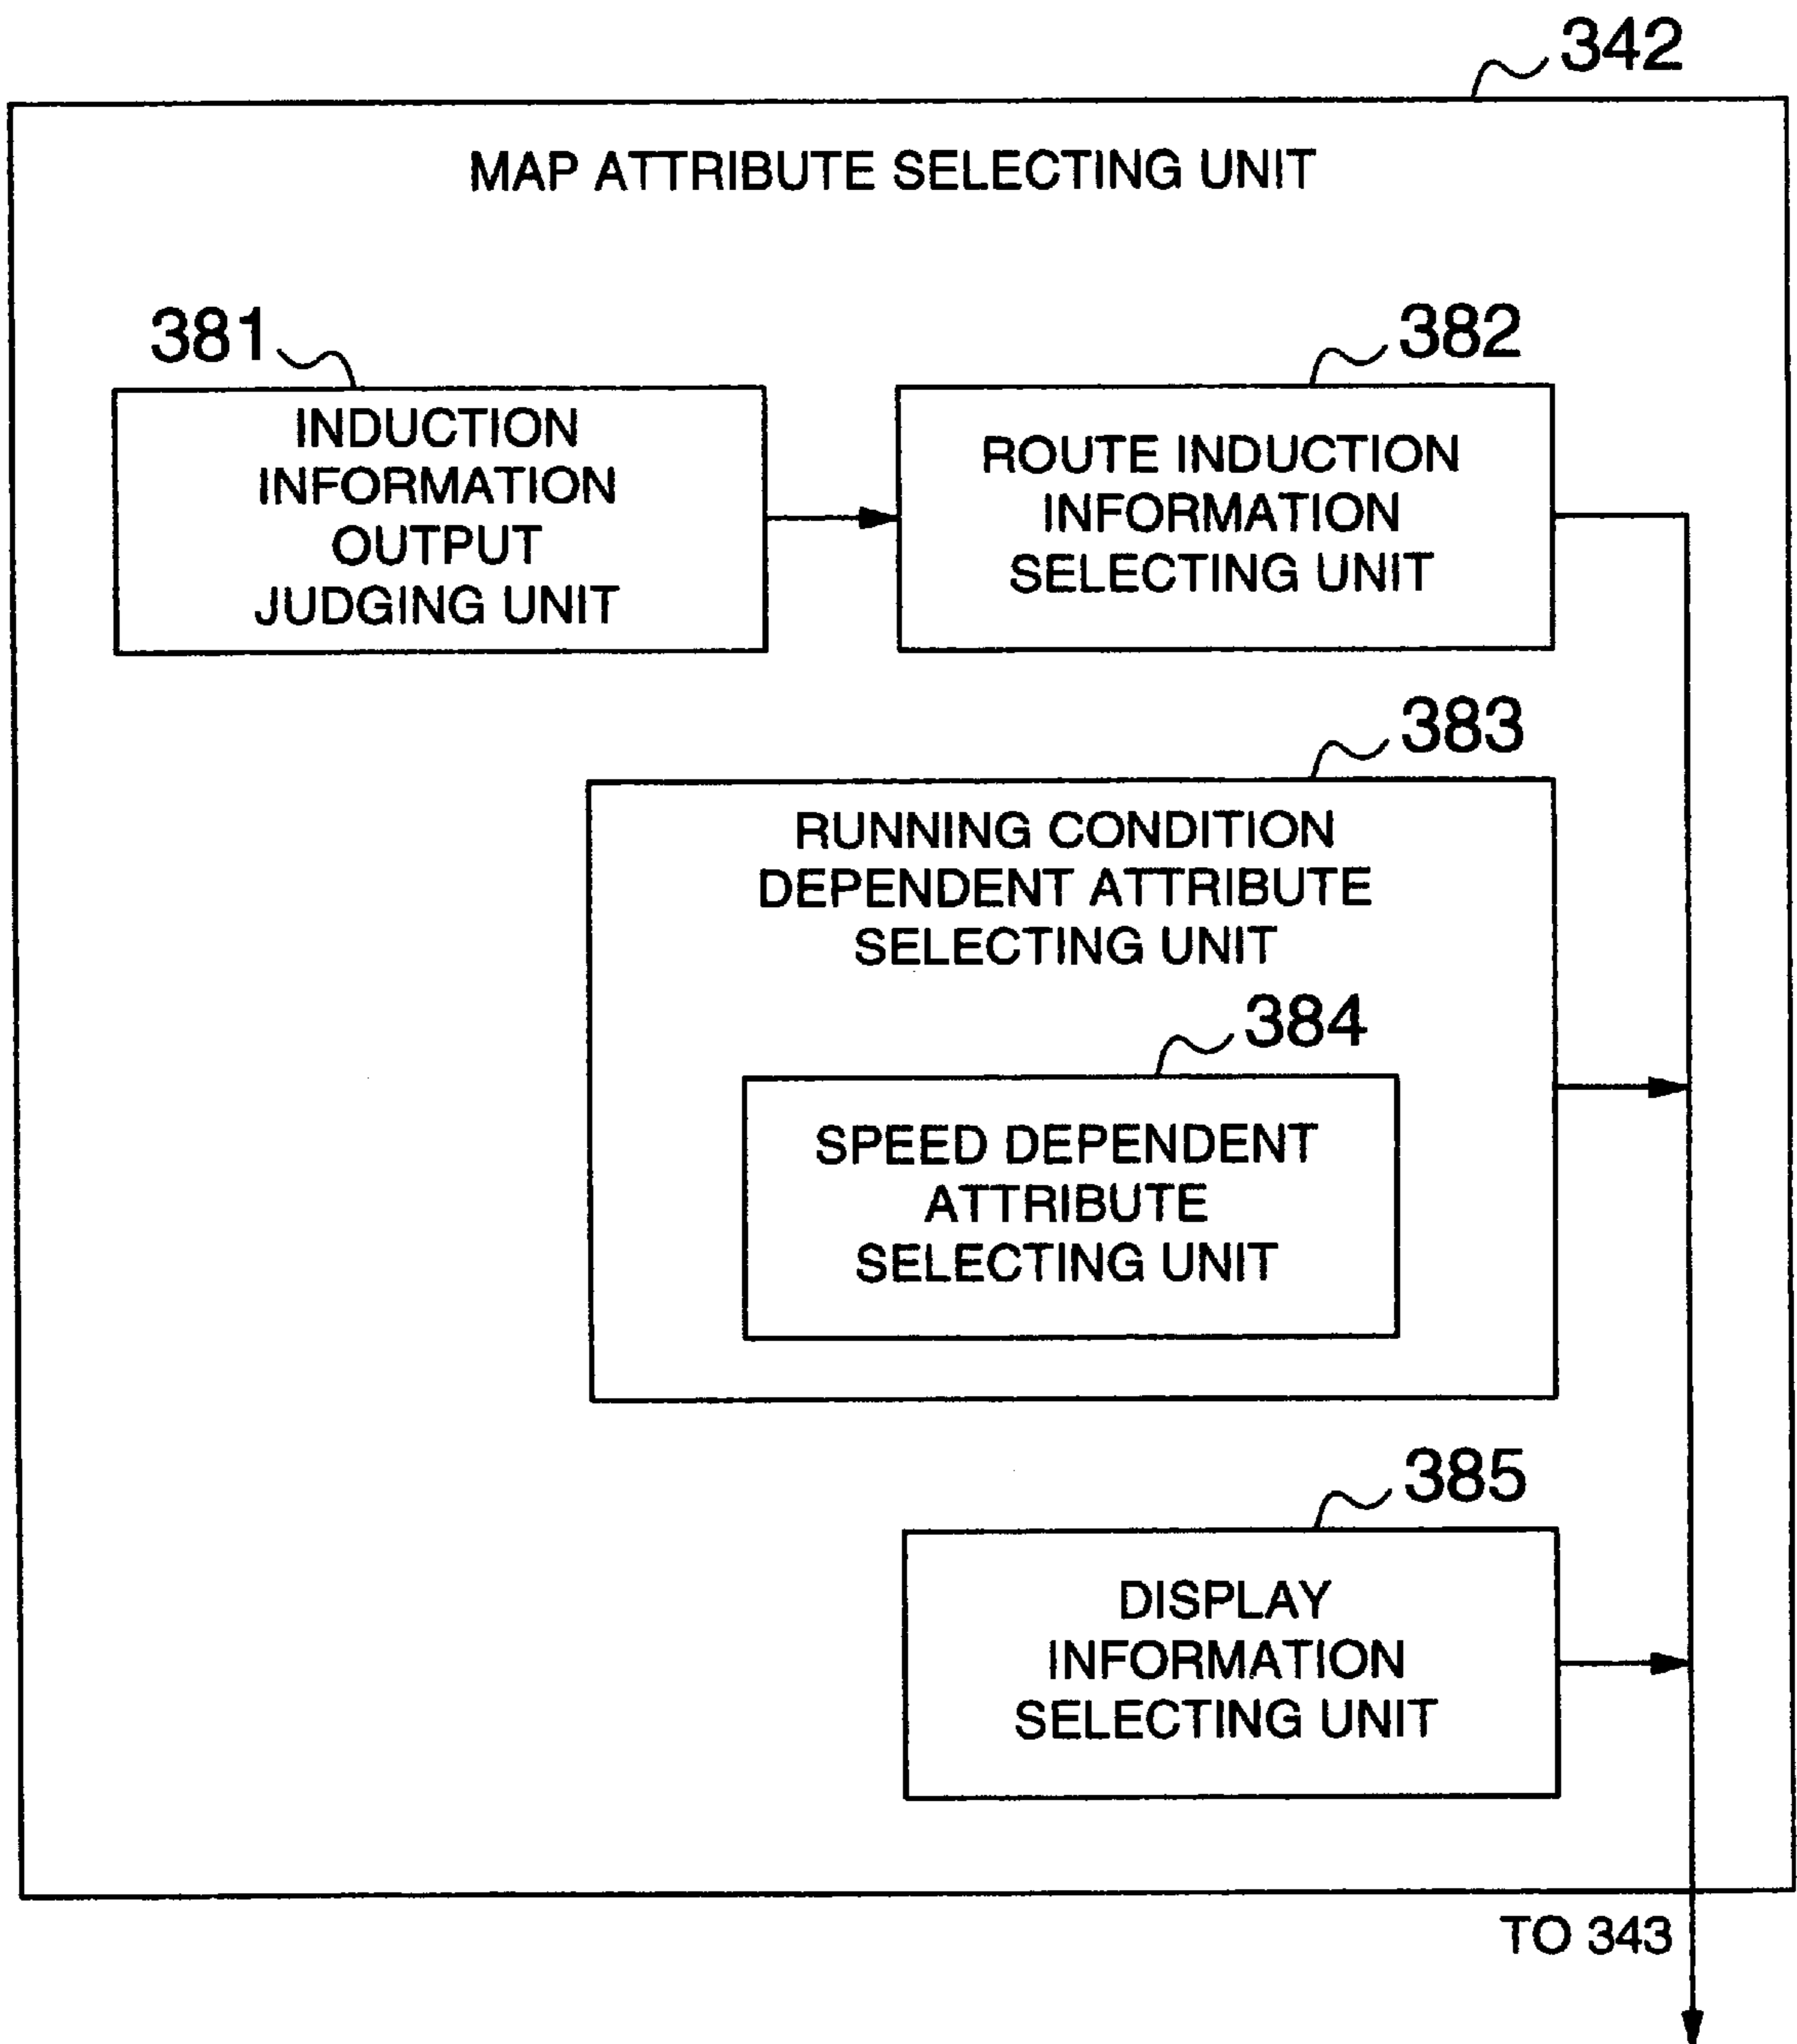 342
MAP ATTRIBUTE SELECTING UNIT
381
INDUCTION
INFORMATION
OUTPUT
JUDGING UNIT
382
ROUTE INDUCTION
INFORMATION
SELECTING UNIT
383
RUNNING CONDITION
DEPENDENT ATTRIBUTE
SELECTING UNIT
384
SPEED DEPENDENT
ATTRIBUTE
SELECTING UNIT
385
DISPLAY
INFORMATION
SELECTING UNIT
TO 343